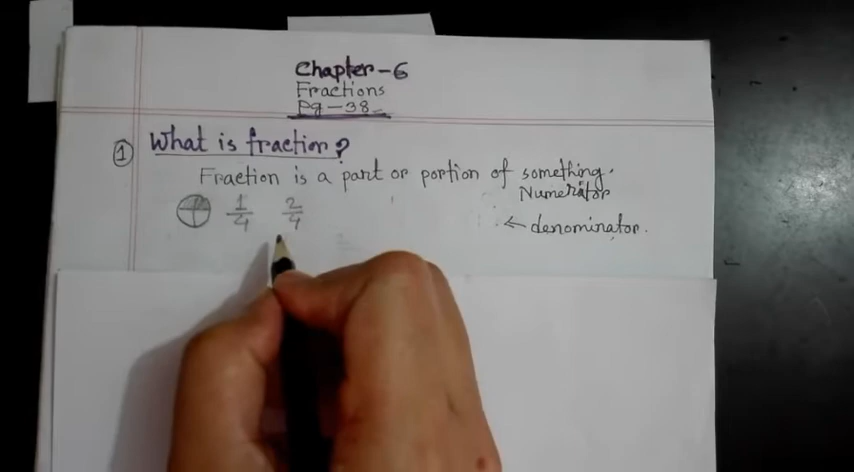 Chapter-6
Fractions
Pg-38
① What is fraction?
Fraction is a part or portion of something.
Numerator
1/4 2/4
← denominator.